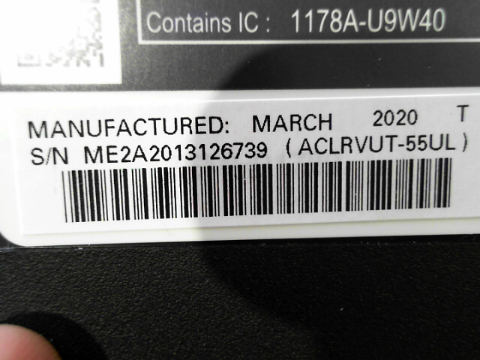 Contains IC : 1178A-U9W40
MANUFACTURED: MARCH 2020 T
S/N ME2A2013126739 (ACLRVUT-55UL)